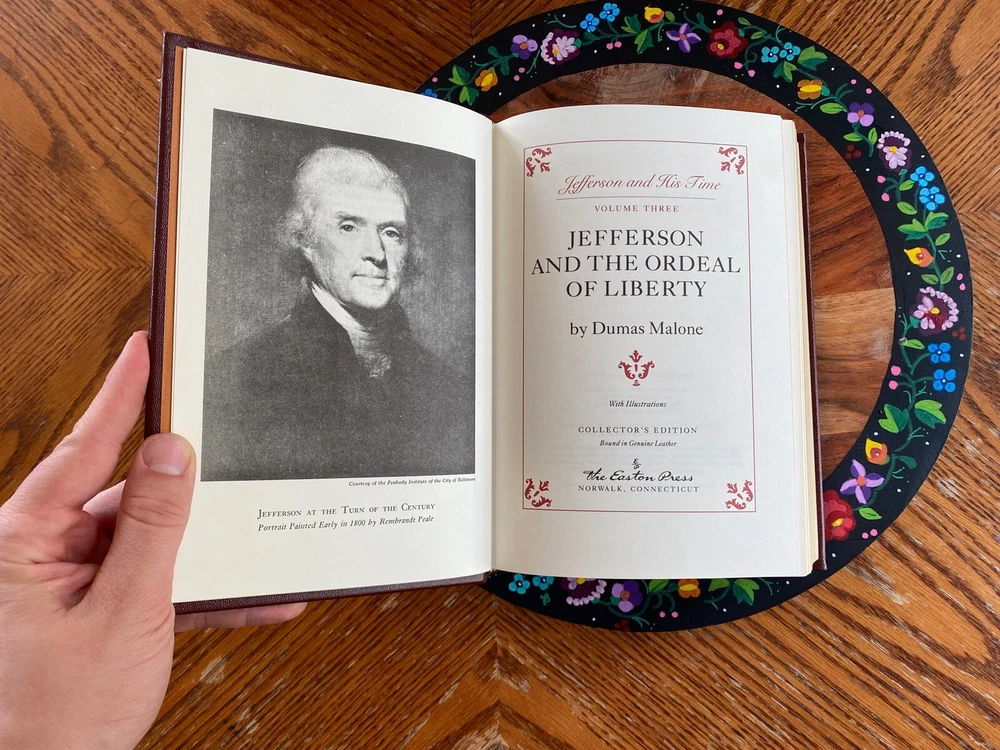 Courtesy of the Peabody Institute of the City of Baltimore
JEFFERSON AT THE TURN OF THE CENTURY
Portrait Painted Early in 1800 by Rembrandt Peale
Jefferson and His Time
VOLUME THREE
JEFFERSON
AND THE ORDEAL
OF LIBERTY
by Dumas Malone
With Illustrations
COLLECTOR'S EDITION
Bound in Genuine Leather
The Easton Press
NORWALK, CONNECTICUT